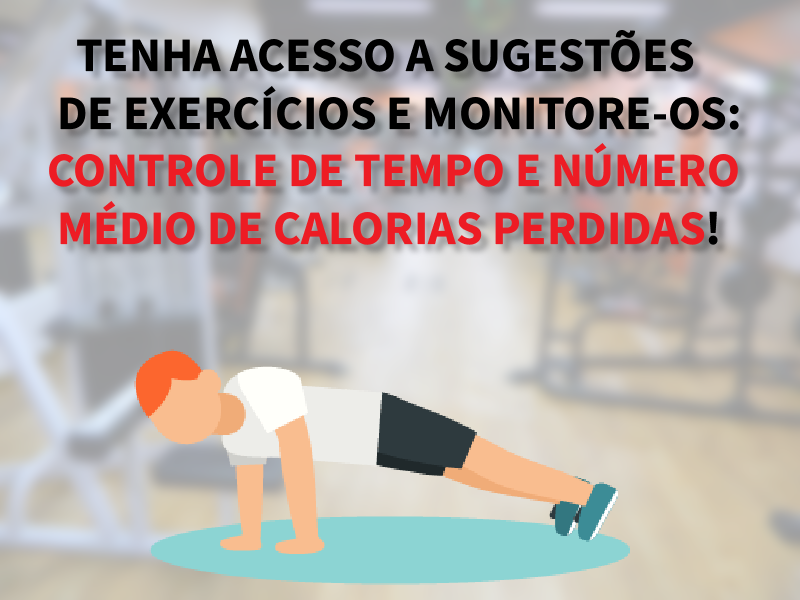 TENHA ACESSO A SUGESTÕES
DE EXERCÍCIOS E MONITORE-OS:
CONTROLE DE TEMPO E NÚMERO
MÉDIO DE CALORIAS PERDIDAS!